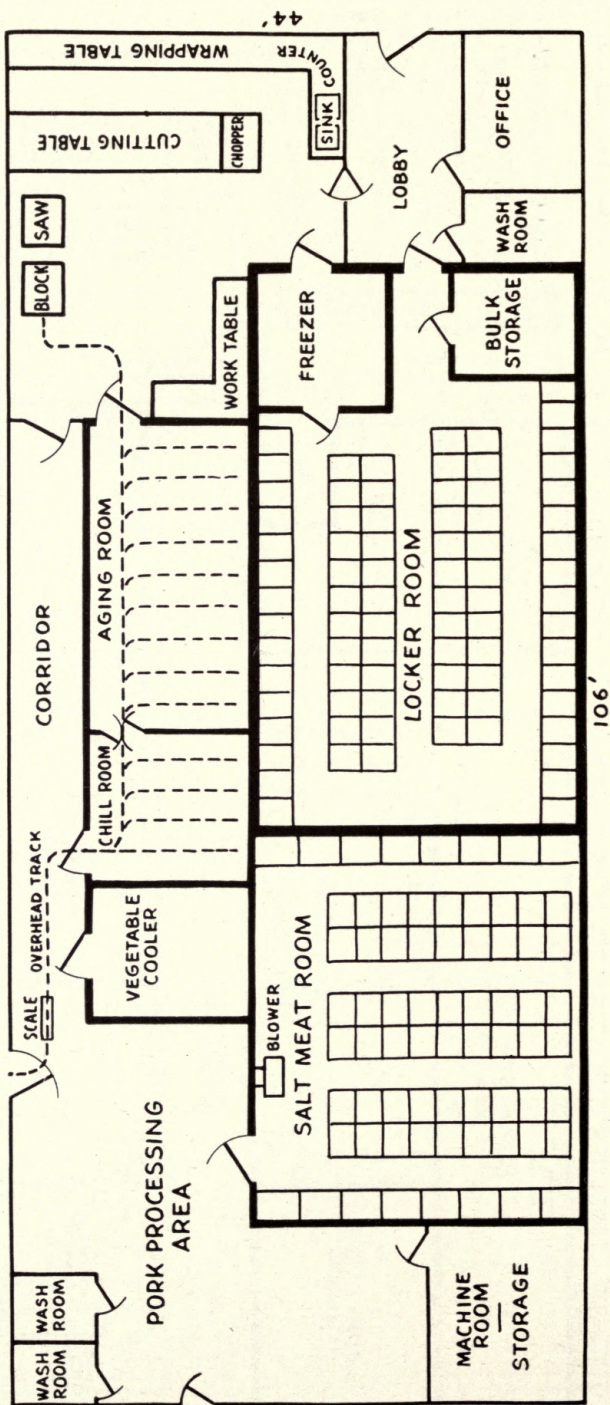 WASH
ROOM
WASH
ROOM
SCALE
OVERHEAD TRACK
CORRIDOR
BLOCK
SAW
CUTTING TABLE
CHOPPER
WRAPPING TABLE
COUNTER
SINK
44'
PORK PROCESSING
AREA
VEGETABLE
COOLER
CHILL ROOM
AGING ROOM
WORK TABLE
BLOWER
SALT MEAT ROOM
LOCKER ROOM
FREEZER
LOBBY
BULK
STORAGE
WASH
ROOM
OFFICE
MACHINE
ROOM
STORAGE
106'